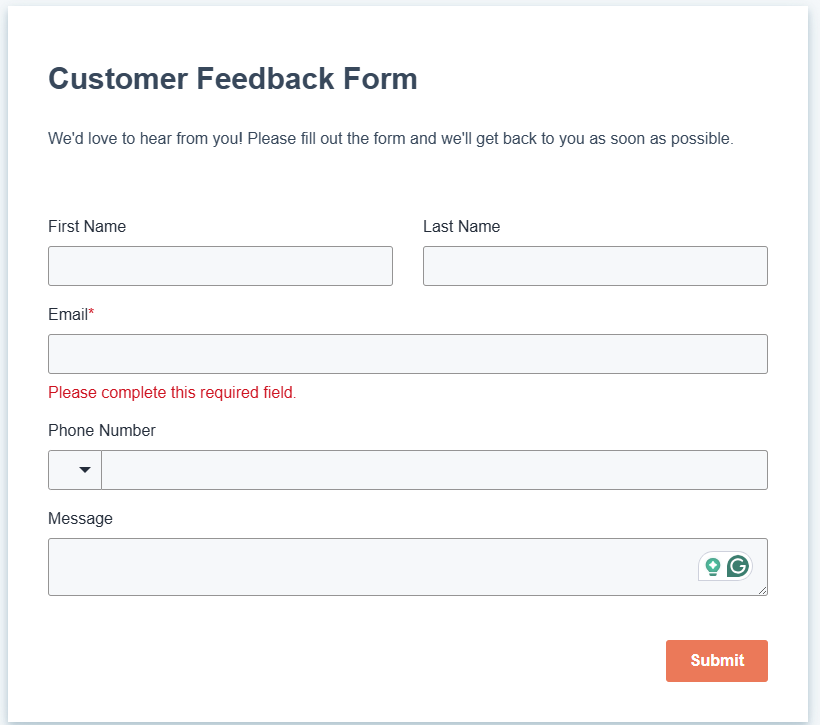 Customer Feedback Form
We'd love to hear from you! Please fill out the form and we'll get back to you as soon as possible.
First Name
Last Name
Email*
Please complete this required field.
Phone Number
Message
Submit